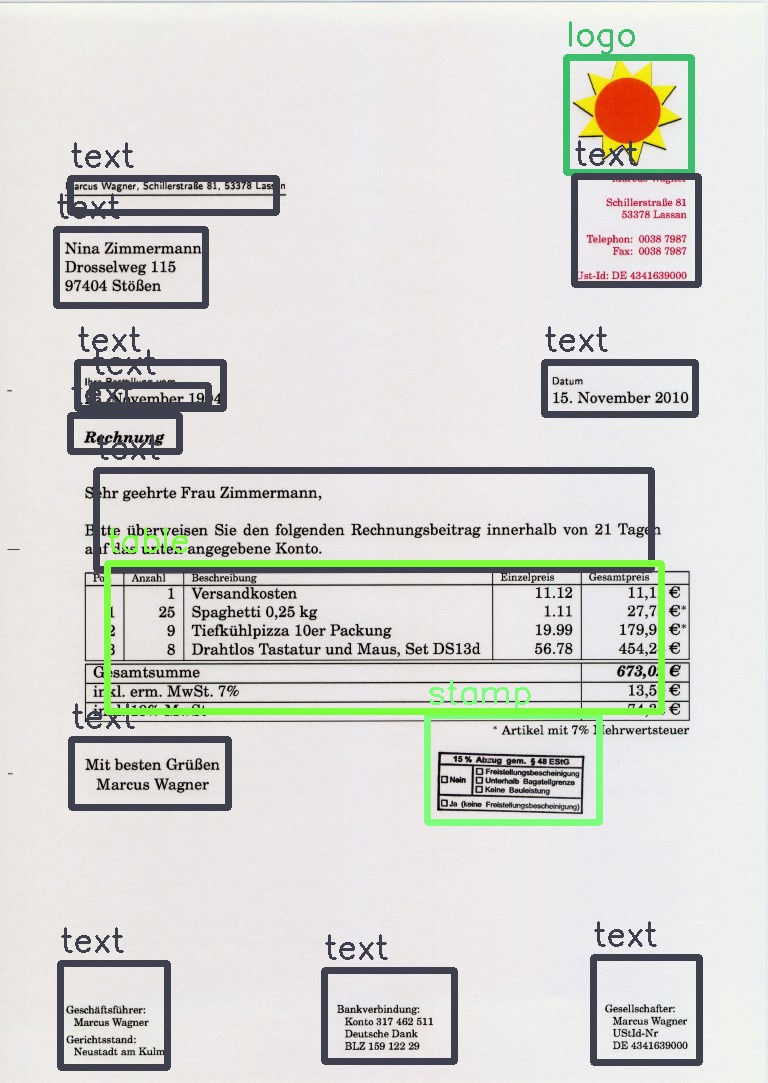 logo
text
text
Marcus Wagner, Schillerstraße 81, 53378 Lassan
Marcus Wagner
Schillerstraße 81
53378 Lassan
Telephon: 0038 7987
Fax: 0038 7987
Ust-Id: DE 4341639000
text
Nina Zimmermann
Drosselweg 115
97404 Stößen
text
text
Ihre Bestellung vom
November
text
text
Datum
15. November 2010
text
Rechnung
text
Sehr geehrte Frau Zimmermann,
Bitte überweisen Sie den folgenden Rechnungsbeitrag innerhalb von 21 Tagen
auf das unten angegebene Konto.
table
Anzahl Beschreibung Einzelpreis Gesamtpreis
1 Versandkosten 11.12 11,1 €
1 25 Spaghetti 0,25 kg 1.11 27,7 €*
2 9 Tiefkühlpizza 10er Packung 19.99 179,9 €*
3 8 Drahtlos Tastatur und Maus, Set DS13d 56.78 454,2 €
Gesamtsumme 673,0 €
inkl. erm. MwSt. 7% 13,5 €
inkl. 19% MwSt. €
stamp
* Artikel mit 7% Mehrwertsteuer
text
Mit besten Grüßen
Marcus Wagner
15 % Abzug gem. § 48 EStG
Nein
Freistellungsbescheinigung
Unterhalb Bagatellgrenze
Keine Bauleistung
Ja (keine Freistellungsbescheinigung)
text
Geschäftsführer:
Marcus Wagner
Gerichtsstand:
Neustadt am Kulm
text
Bankverbindung:
Konto 317 462 511
Deutsche Dank
BLZ 159 122 29
text
Gesellschafter:
Marcus Wagner
UStId-Nr
DE 4341639000